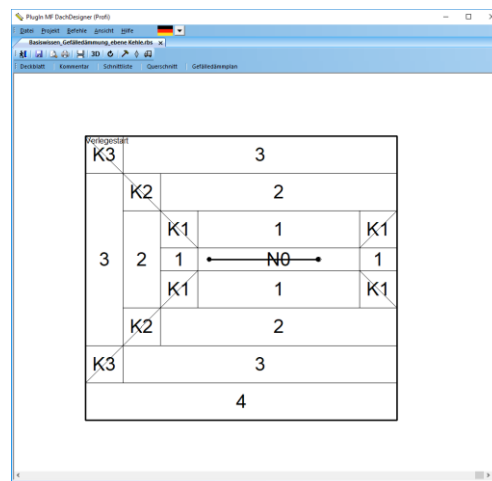 PlugIn MF DachDesigner (Profi)
Datei Projekt Befehle Ansicht Hilfe
Basiswissen_Gefälledämmung_ebene Kehle.rbs x
3D
Deckblatt Kommentar Schnittliste Querschnitt Gefälledämmplan
Verlegestart
K3 3
K2 2
K1 1 K1
3 2 1 N0 1
K1 1 K1
K2 2
K3 3
4